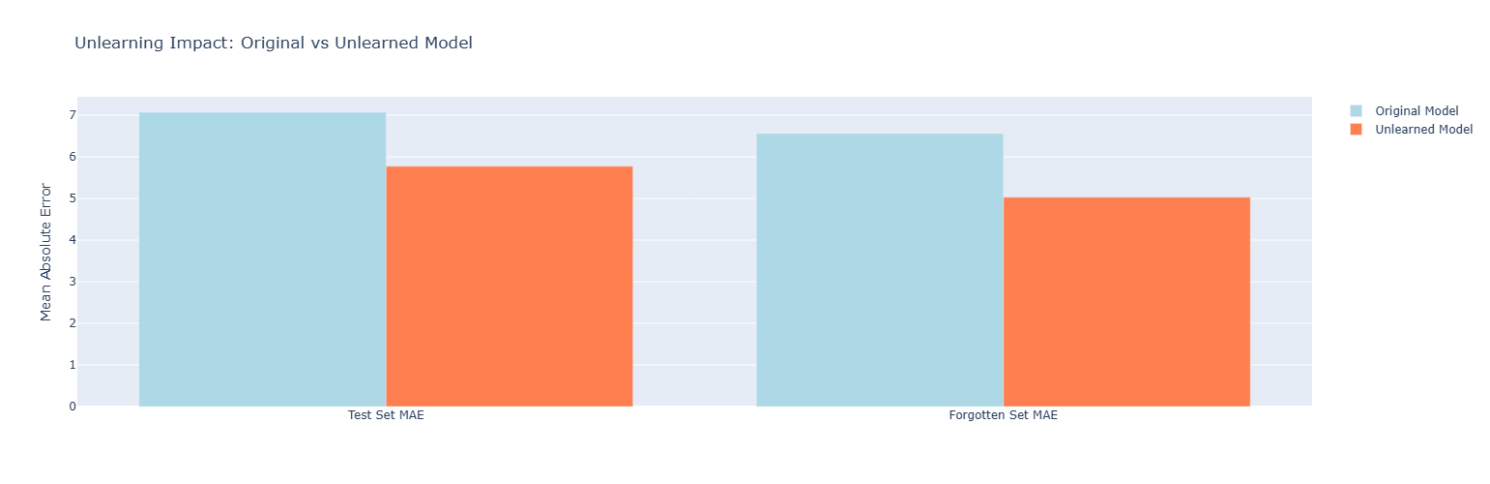 Unlearning Impact: Original vs Unlearned Model
Original Model
Unlearned Model
Mean Absolute Error
7
6
5
4
3
2
1
0
Test Set MAE
Forgotten Set MAE